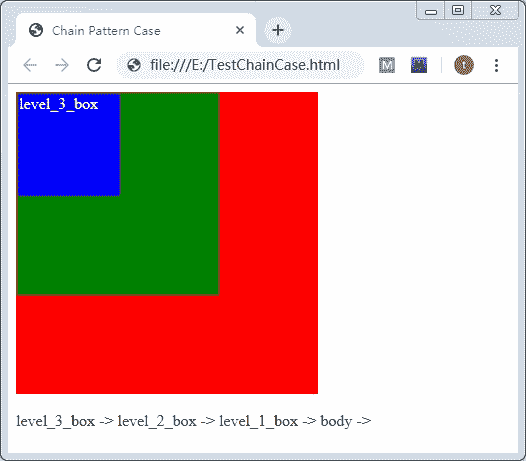 Chain Pattern Case
file:///E:/TestChainCase.html
level_3_box
level_3_box -> level_2_box -> level_1_box -> body ->